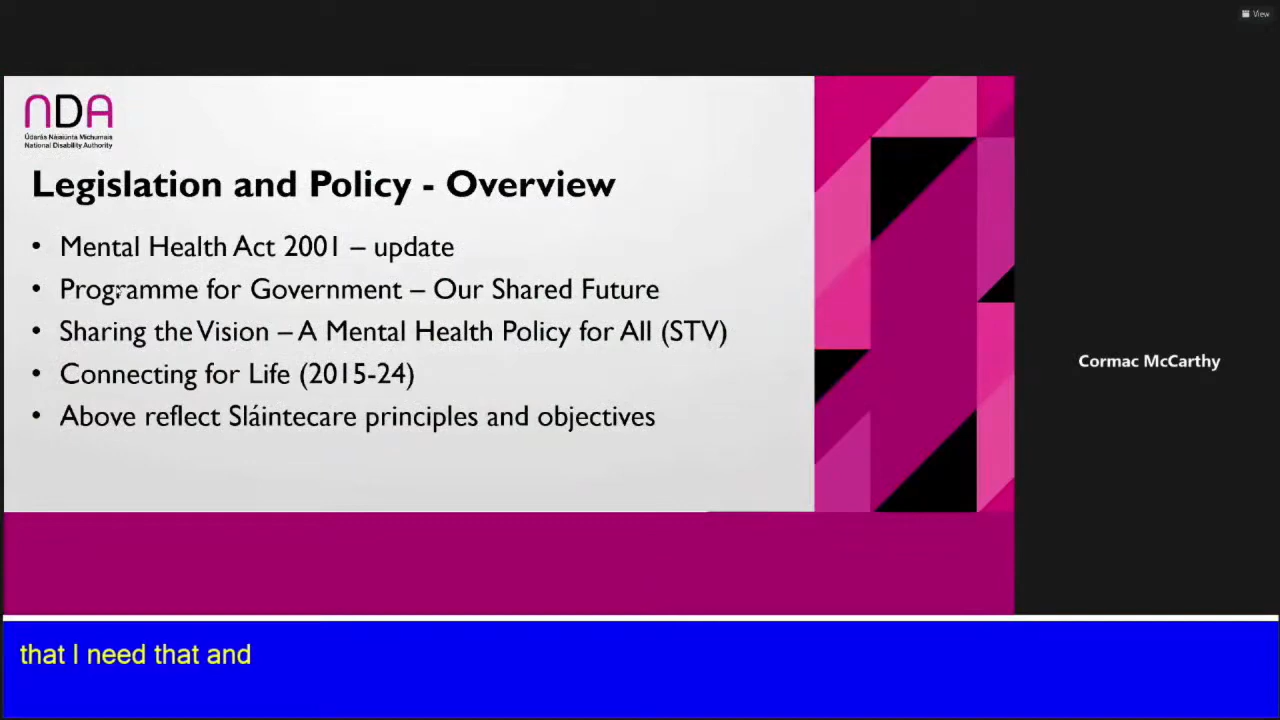 View
NDA
Údarás Náisiúnta Míchumais
National Disability Authority
Legislation and Policy - Overview
• Mental Health Act 2001 – update
• Programme for Government – Our Shared Future
• Sharing the Vision – A Mental Health Policy for All (STV)
• Connecting for Life (2015-24)
• Above reflect Sláintecare principles and objectives
Cormac McCarthy
that I need that and